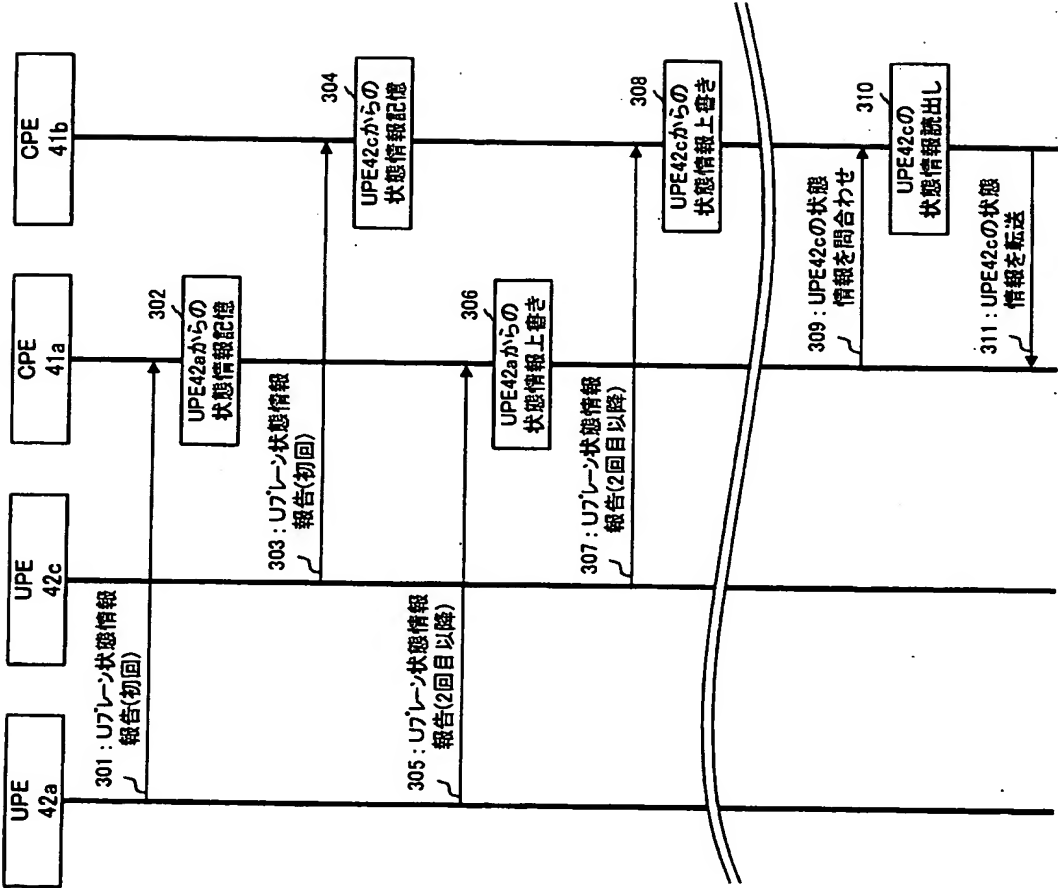 UPE
42a
UPE
42c
CPE
41a
CPE
41b
301 : Uプレーン状態情報
報告(初回)
302
UPE42aからの
状態情報記憶
303 : Uプレーン状態情報
報告(初回)
304
UPE42cからの
状態情報記憶
305 : Uプレーン状態情報
報告(2回目以降)
306
UPE42aからの
状態情報上書き
307 : Uプレーン状態情報
報告(2回目以降)
308
UPE42cからの
状態情報上書き
309 : UPE42cの状態
情報を問合わせ
310
UPE42cの
状態情報読出し
311 : UPE42cの状態
情報を転送